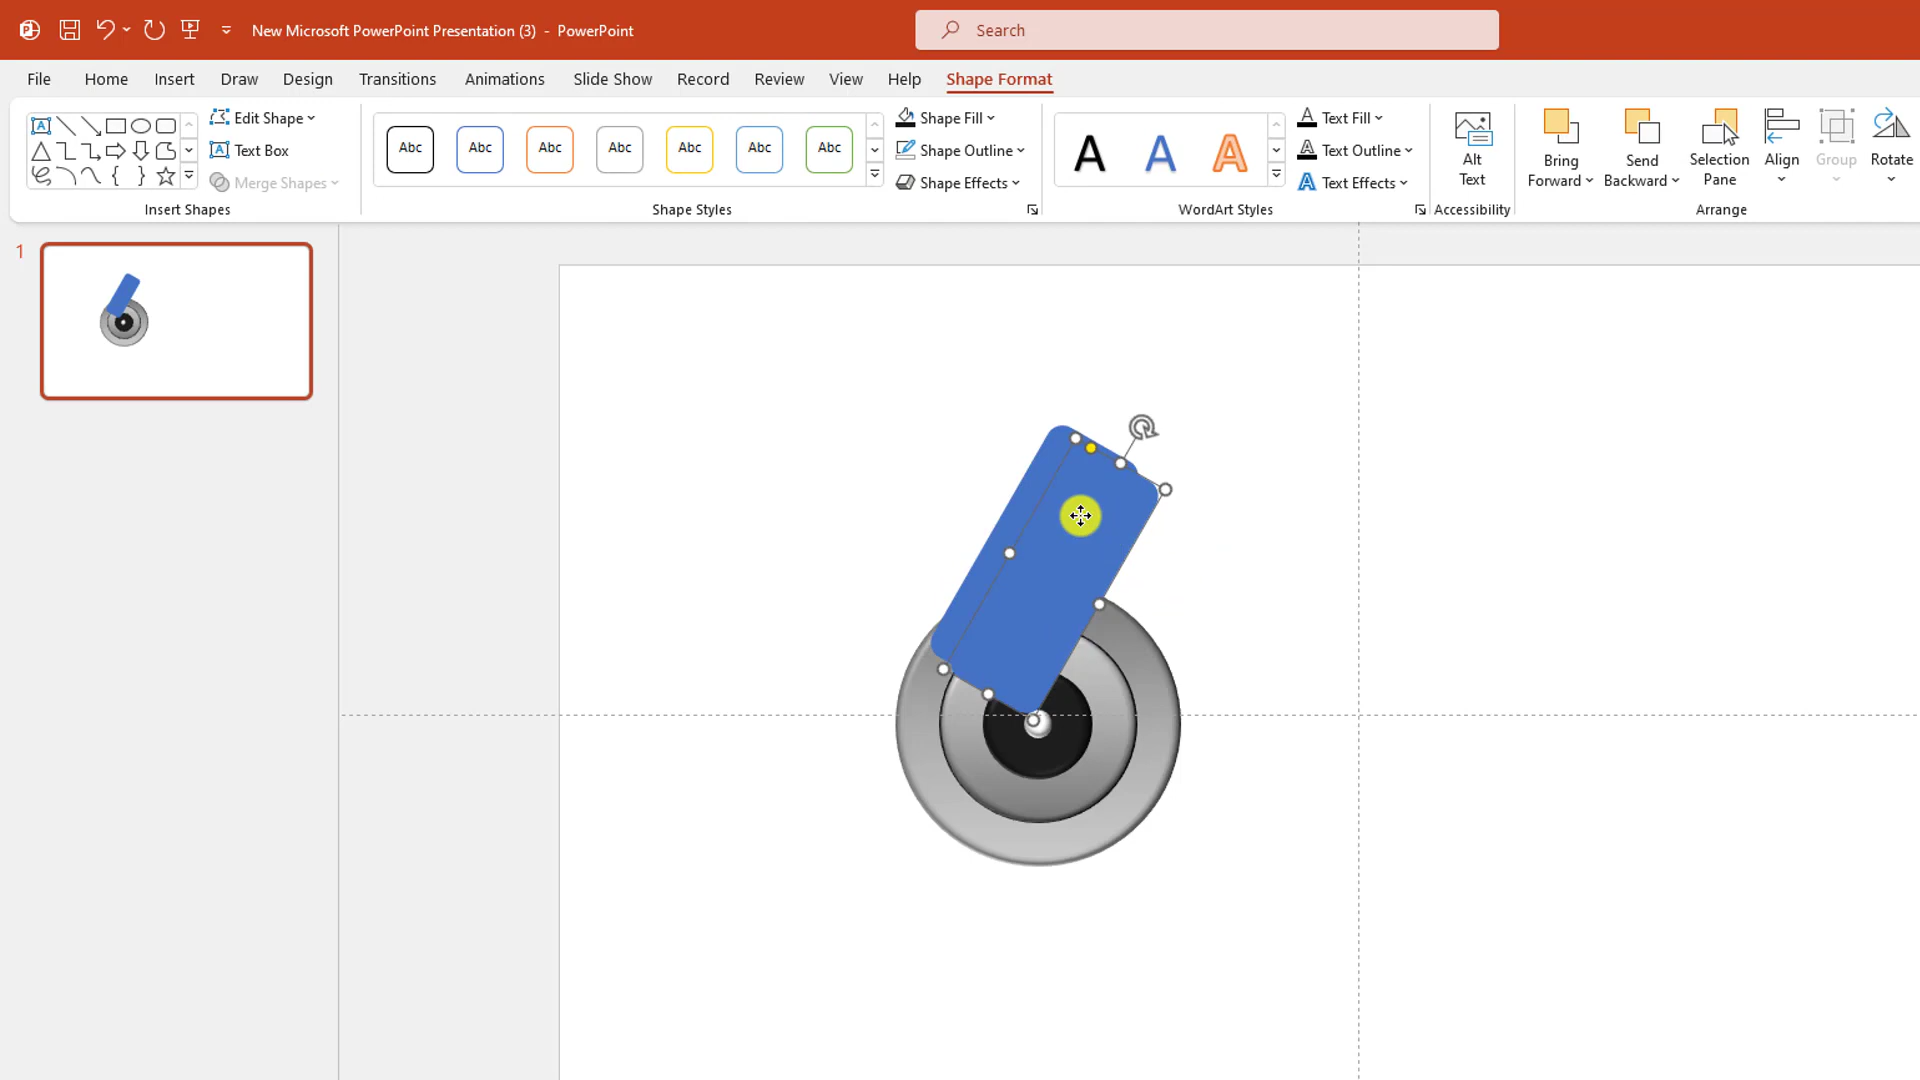 New Microsoft PowerPoint Presentation (3) - PowerPoint
Search
File Home Insert Draw Design Transitions Animations Slide Show Record Review View Help Shape Format
Edit Shape
Text Box
Merge Shapes
Insert Shapes
Abc Abc Abc Abc Abc Abc Abc
Shape Fill
Shape Outline
Shape Effects
Shape Styles
A A A
Text Fill
Text Outline
Text Effects
WordArt Styles
Alt
Text
Accessibility
Bring
Forward
Send
Backward
Selection
Pane
Align
Group
Rotate
Arrange
1